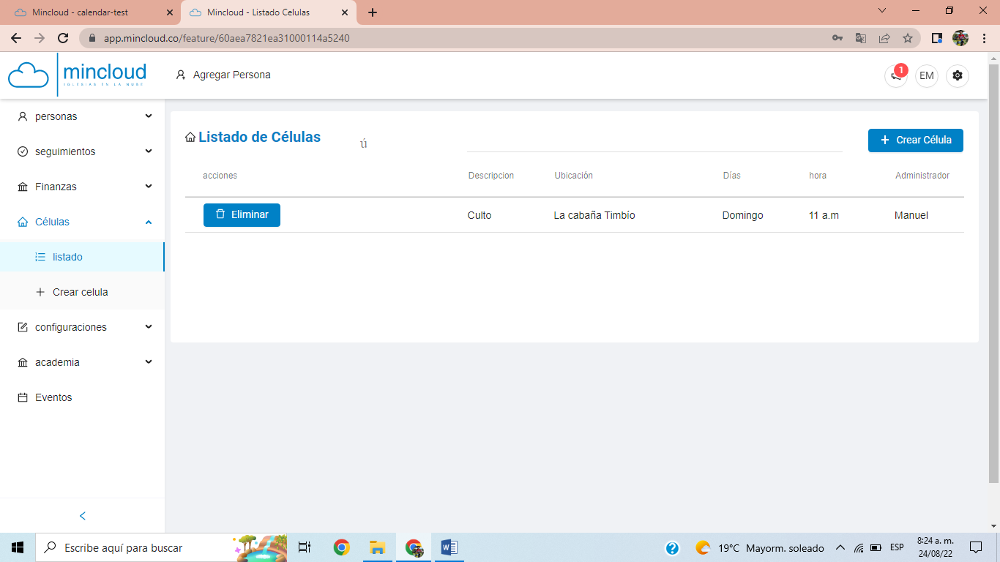 Mincloud - calendar-test
Mincloud - Listado Celulas
app.mincloud.co/feature/60aea7821ea31000114a5240
mincloud
IGLESIAS EN LA NUBE
Agregar Persona
1
EM
personas
seguimientos
Finanzas
Células
listado
Crear celula
configuraciones
academia
Eventos
Listado de Células
ú
Crear Célula
acciones Descripcion Ubicación Días hora Administrador
Eliminar Culto La cabaña Timbío Domingo 11 a.m Manuel
Escribe aquí para buscar
19°C Mayorm. soleado
ESP
8:24 a. m.
24/08/22